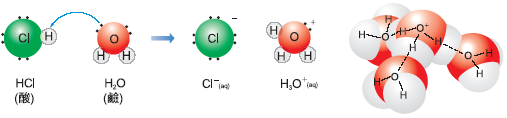 Cl H O H H Cl − H O + H H
HCl H₂O Cl⁻(aq) H₃O⁺(aq)
(酸) (鹼)
H H O H O⁺ H H O H H H O H